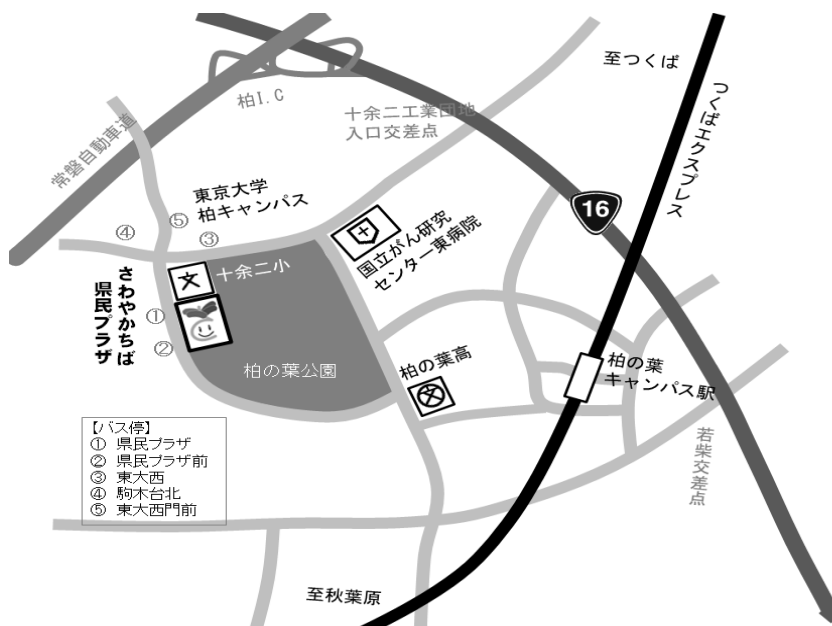 至つくば
つくばエクスプレス
柏I.C
十余二工業団地
入口交差点
常磐自動車道
東京大学
柏キャンパス
⑤
④
③
16
国立がん研究
センター東病院
文
十余二小
さわやかちば
県民プラザ
①
②
柏の葉公園
柏の葉高
文
柏の葉
キャンパス駅
若柴交差点
【バス停】
① 県民プラザ
② 県民プラザ前
③ 東大西
④ 駒木台北
⑤ 東大西門前
至秋葉原